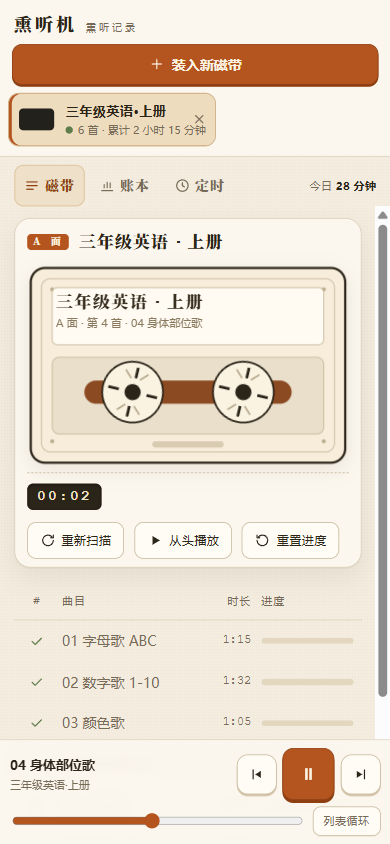 熏听机 熏听记录
＋ 装入新磁带
三年级英语·上册
6 首 · 累计 2 小时 15 分钟
磁带 账本 定时 今日 28 分钟
A 面 三年级英语 · 上册
三年级英语 · 上册
A 面 · 第 4 首 · 04 身体部位歌
00:02
重新扫描 从头播放 重置进度
# 曲目 时长 进度
01 字母歌 ABC 1:15
02 数字歌 1-10 1:32
03 颜色歌 1:05
04 身体部位歌
三年级英语·上册
列表循环